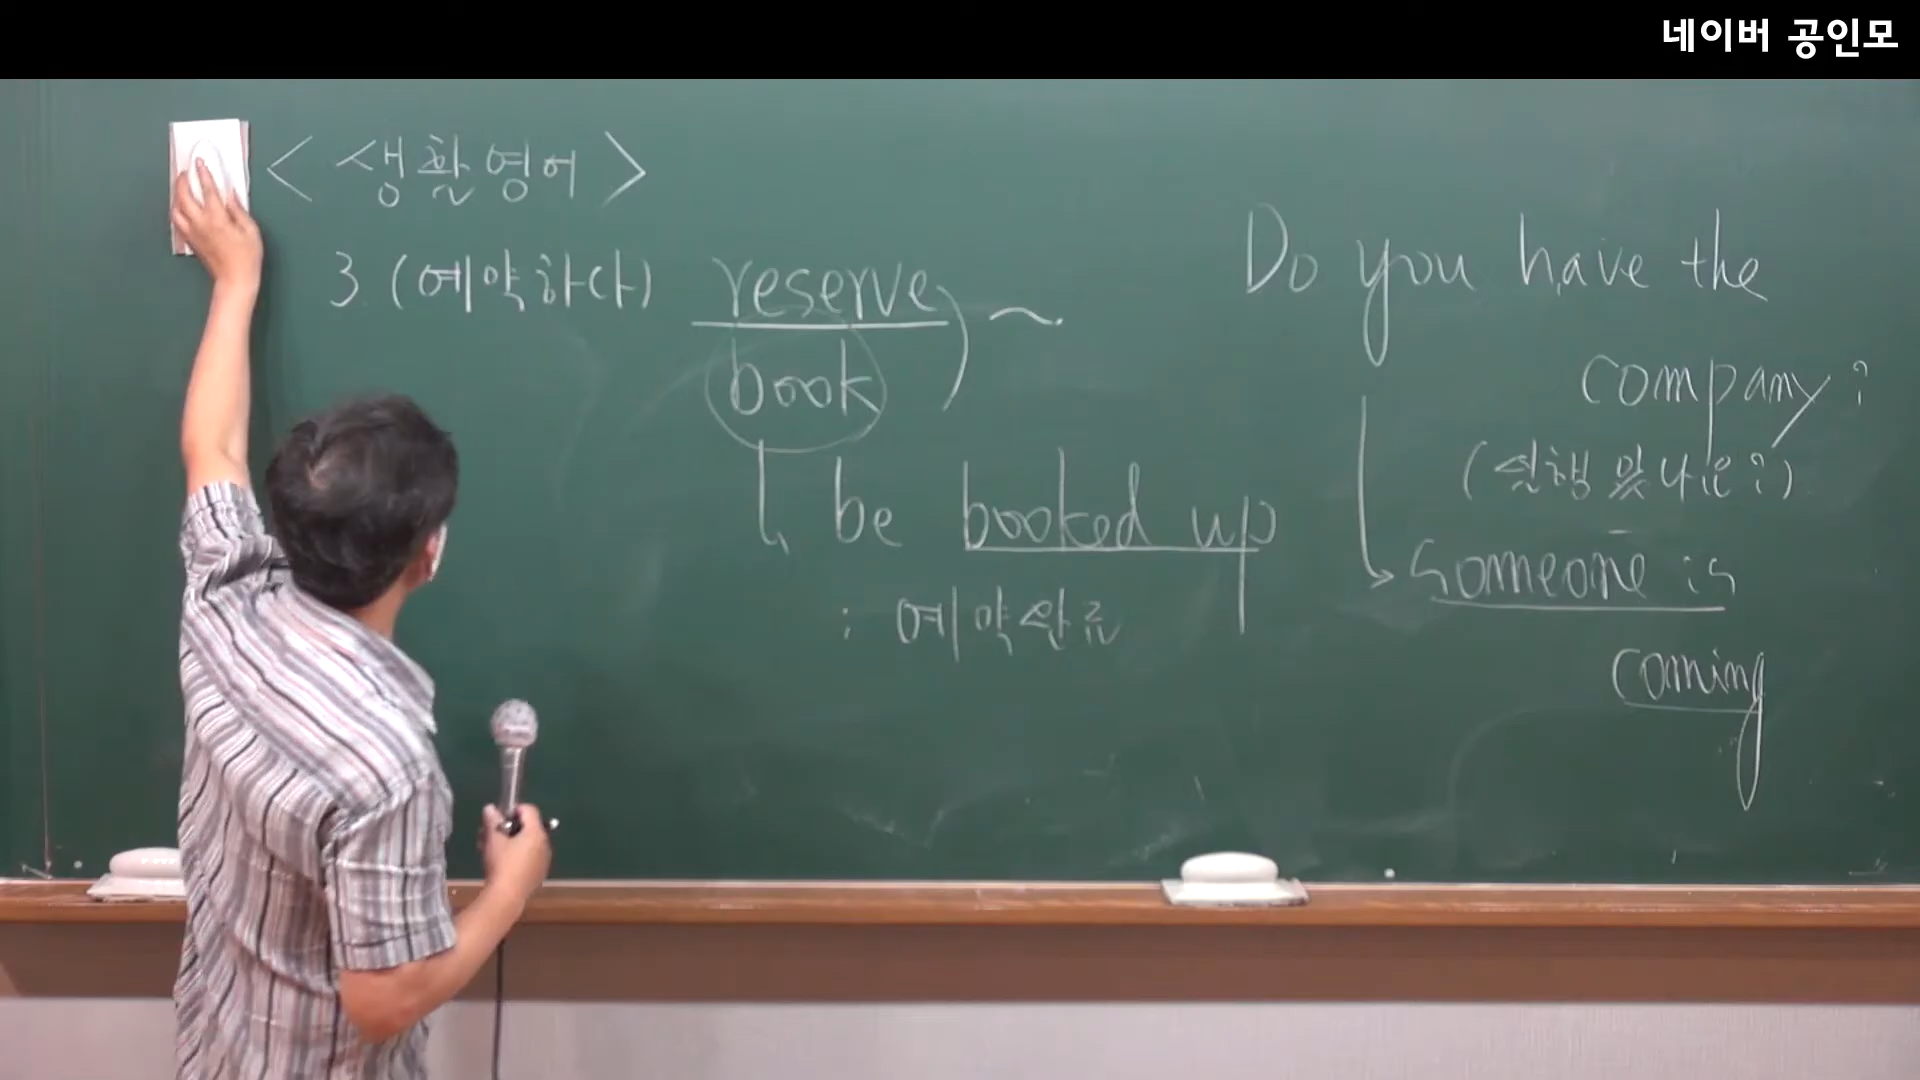 네이버 공인모
< 생활영어 >
3 (예약하다) reserve ) ~
book
be booked up
: 예약완료
Do you have the
company?
(일행 있나요?)
Someone is
coming